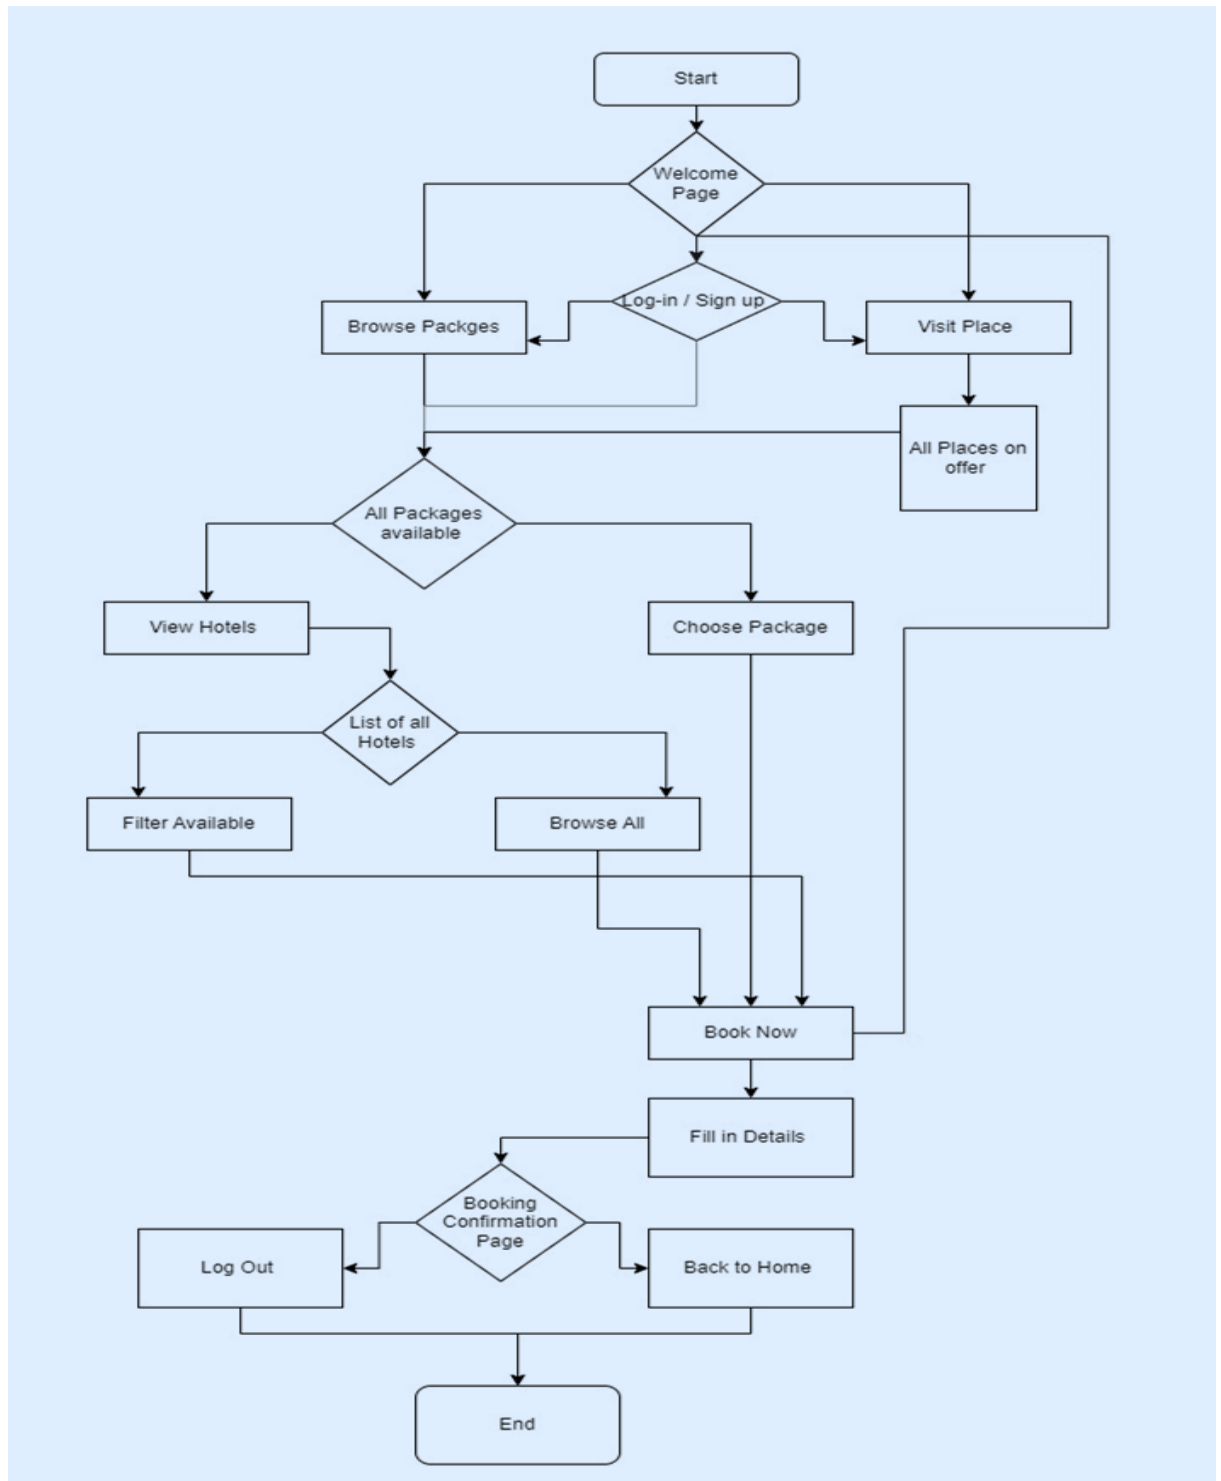 Start
Welcome
Page
Log-in / Sign up
Browse Packges
Visit Place
All Places on
offer
All Packages
available
View Hotels
Choose Package
List of all
Hotels
Filter Available
Browse All
Book Now
Fill in Details
Booking
Confirmation
Page
Log Out
Back to Home
End